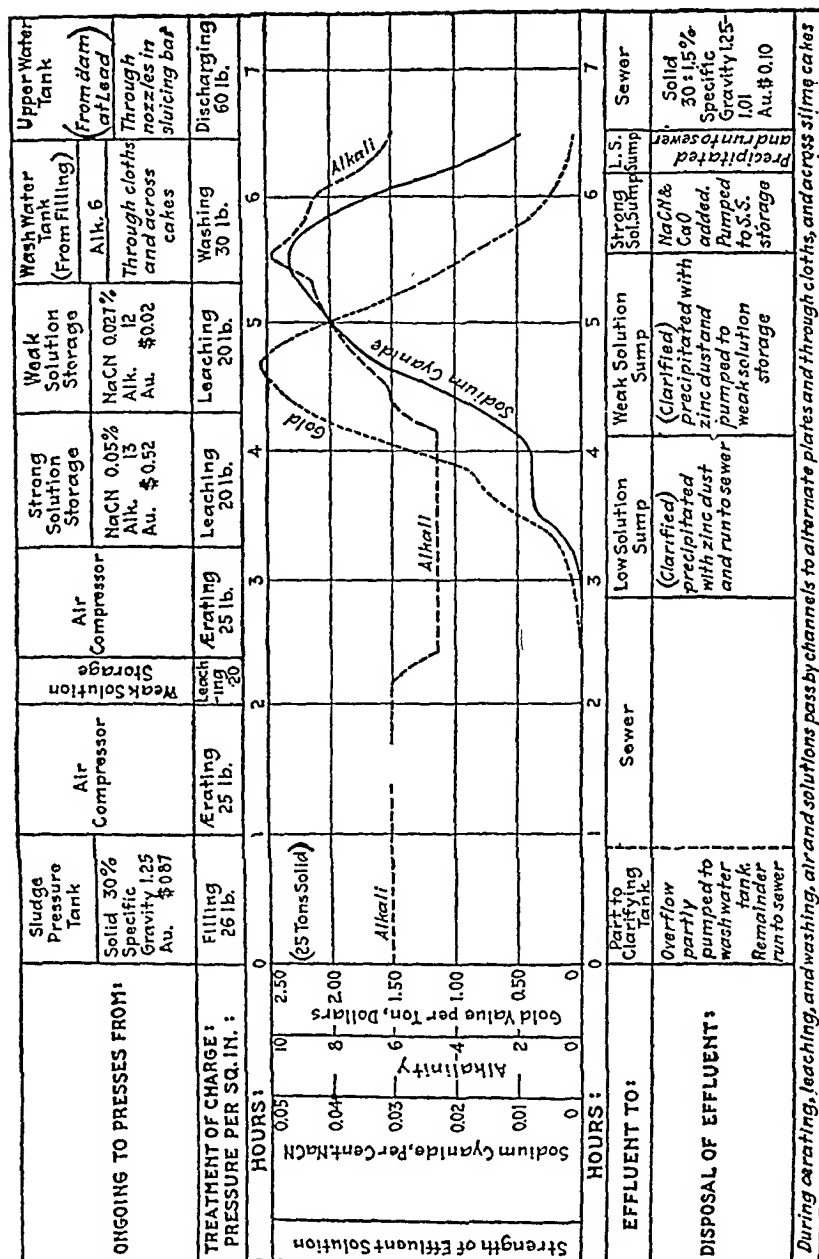 ONGOING TO PRESSES FROM:
Sludge
Pressure
Tank
Solid 30%
Specific
Gravity 1.25
Au. $0.87
Air
Compressor
Weak Solution
Storage
Air
Compressor
Strong
Solution
Storage
NaCN 0.05%
Alk. 13
Au. $0.52
Weak
Solution
Storage
NaCN 0.027%
Alk. 12
Au. $0.02
Wash Water
Tank
(From Filling)
Alk. 6
Through cloths
and across
cakes
Upper Water
Tank
(From dam
at Lead)
Through
nozzles in
sluicing bar
TREATMENT OF CHARGE:
PRESSURE PER SQ. IN.:
Filling
26 lb.
Ærating
25 lb.
Leach
-ing
20
Ærating
25 lb.
Leaching
20 lb.
Leaching
20 lb.
Washing
30 lb.
Discharging
60 lb.
HOURS:
0 1 2 3 4 5 6 7
Strength of Effluant Solution
Sodium Cyanide, Per Cent. NaCN
0.05 0.04 0.03 0.02 0.01 0
Alkalinity
10 8 6 4 2 0
Gold Value per Ton, Dollars
2.50 2.00 1.50 1.00 0.50 0
(25 Tons Solid)
Alkali
Alkali
Gold
Sodium Cyanide
Alkali
HOURS:
0 1 2 3 4 5 6 7
EFFLUENT TO:
Part to
Clarifying
Tank
Sewer
Low Solution
Sump
Weak Solution
Sump
Strong
Sol. Sump
L.S.
Sump
Sewer
DISPOSAL OF EFFLUENT:
Overflow
partly
pumped to
wash water
tank.
Remainder
run to sewer
(Clarified)
precipitated
with zinc dust
and run to sewer
(Clarified)
precipitated with
zinc dust and
pumped to
weak solution
storage
NaCN &
CaO
added.
Pumped
to S.S.
storage
Precipitated
and run to sewer
Solid
30 = 1.5%
Specific
Gravity 1.25-
1.01
Au. $0.10
During ærating, leaching, and washing, air and solutions pass by channels to alternate plates and through cloths, and across slime cakes